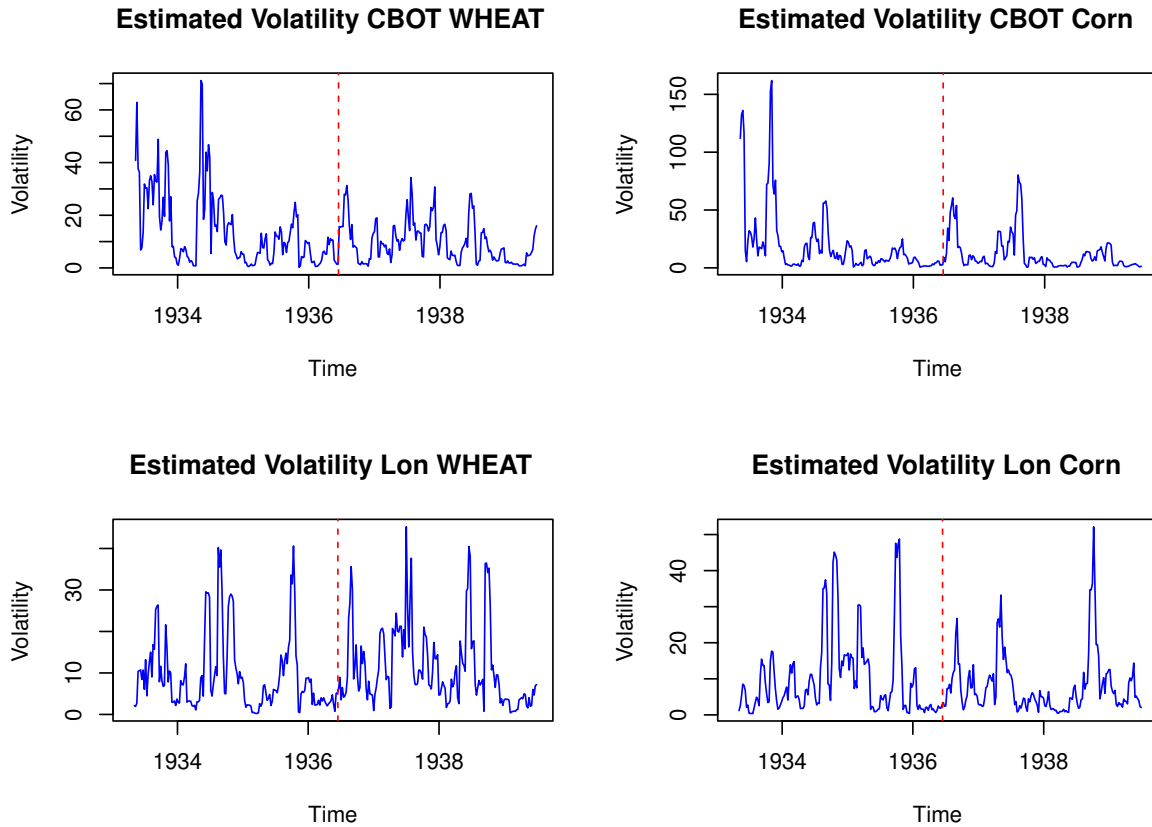 Estimated Volatility CBOT WHEAT
Volatility
0 20 40 60
1934 1936 1938
Time
Estimated Volatility CBOT Corn
Volatility
0 50 100 150
1934 1936 1938
Time
Estimated Volatility Lon WHEAT
Volatility
0 10 30
1934 1936 1938
Time
Estimated Volatility Lon Corn
Volatility
0 20 40
1934 1936 1938
Time